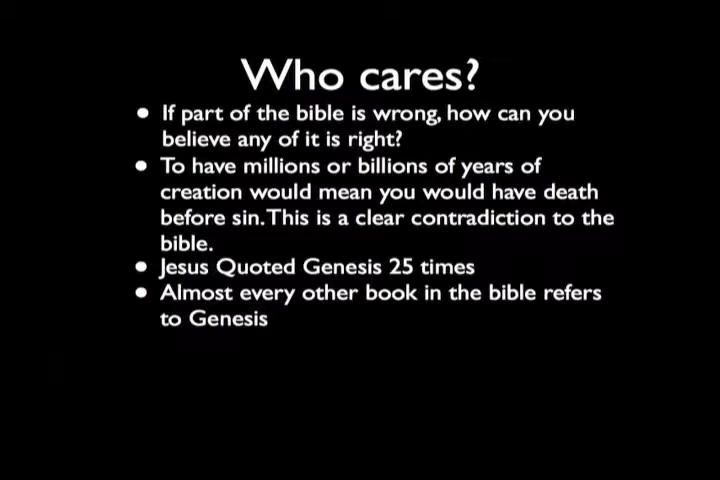 Who cares?
• If part of the bible is wrong, how can you
believe any of it is right?
• To have millions or billions of years of
creation would mean you would have death
before sin. This is a clear contradiction to the
bible.
• Jesus Quoted Genesis 25 times
• Almost every other book in the bible refers
to Genesis